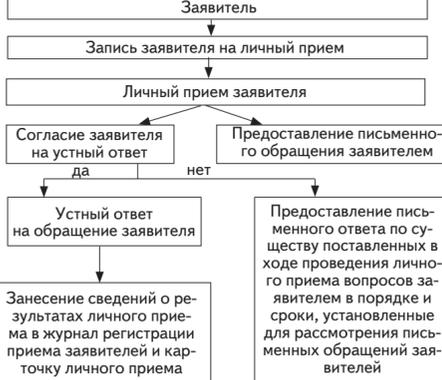 Заявитель
Запись заявителя на личный прием
Личный прием заявителя
Согласие заявителя
на устный ответ
Предоставление письменно-
го обращения заявителем
да
нет
Устный ответ
на обращение заявителя
Предоставление пись-
менного ответа по су-
ществу поставленных в
ходе проведения лично-
го приема вопросов за-
явителем в порядке и
сроки, установленные
для рассмотрения пись-
менных обращений зая-
вителей
Занесение сведений о ре-
зультатах личного прие-
ма в журнал регистрации
приема заявителей и кар-
точку личного приема